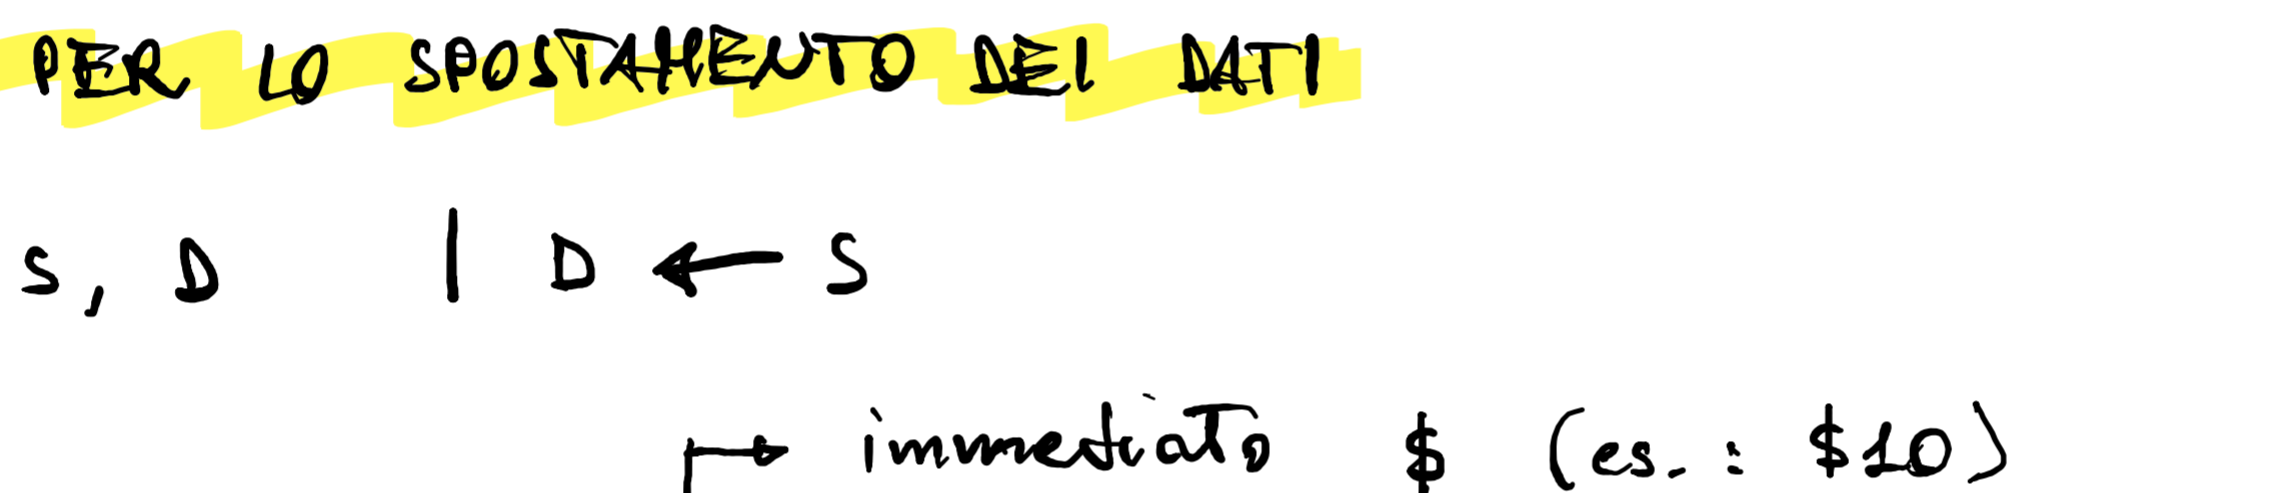 PER LO SPOSTAMENTO DEI DATI
S, D | D ← S
immediato $ (es. : $10)